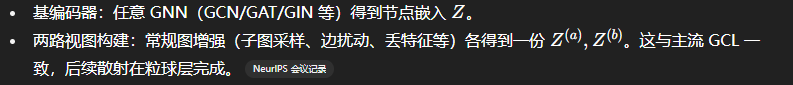 • 基编码器：任意 GNN（GCN/GAT/GIN 等）得到节点嵌入 Z。
• 两路视图构建：常规图增强（子图采样、边扰动、丢特征等）各得到一份 Z^{(a)}, Z^{(b)}。这与主流 GCL 一
致，后续散射在粒球层完成。 NeurIPS 会议记录